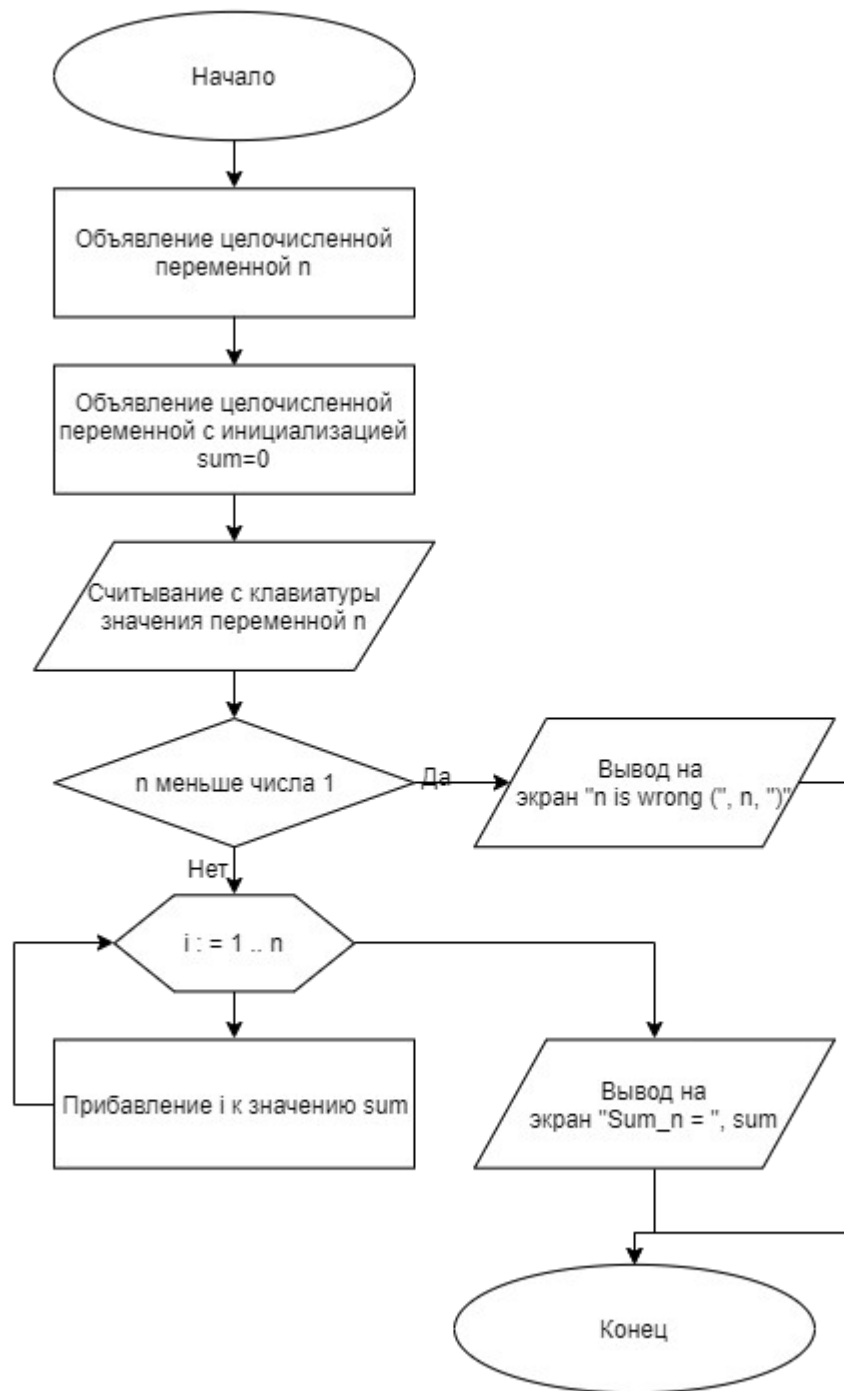 Начало
Объявление целочисленной
переменной n
Объявление целочисленной
переменной с инициализацией
sum=0
Считывание с клавиатуры
значения переменной n
n меньше числа 1
Да
Вывод на
экран "n is wrong (", n, ")"
Нет
i : = 1 .. n
Прибавление i к значению sum
Вывод на
экран "Sum_n = ", sum
Конец